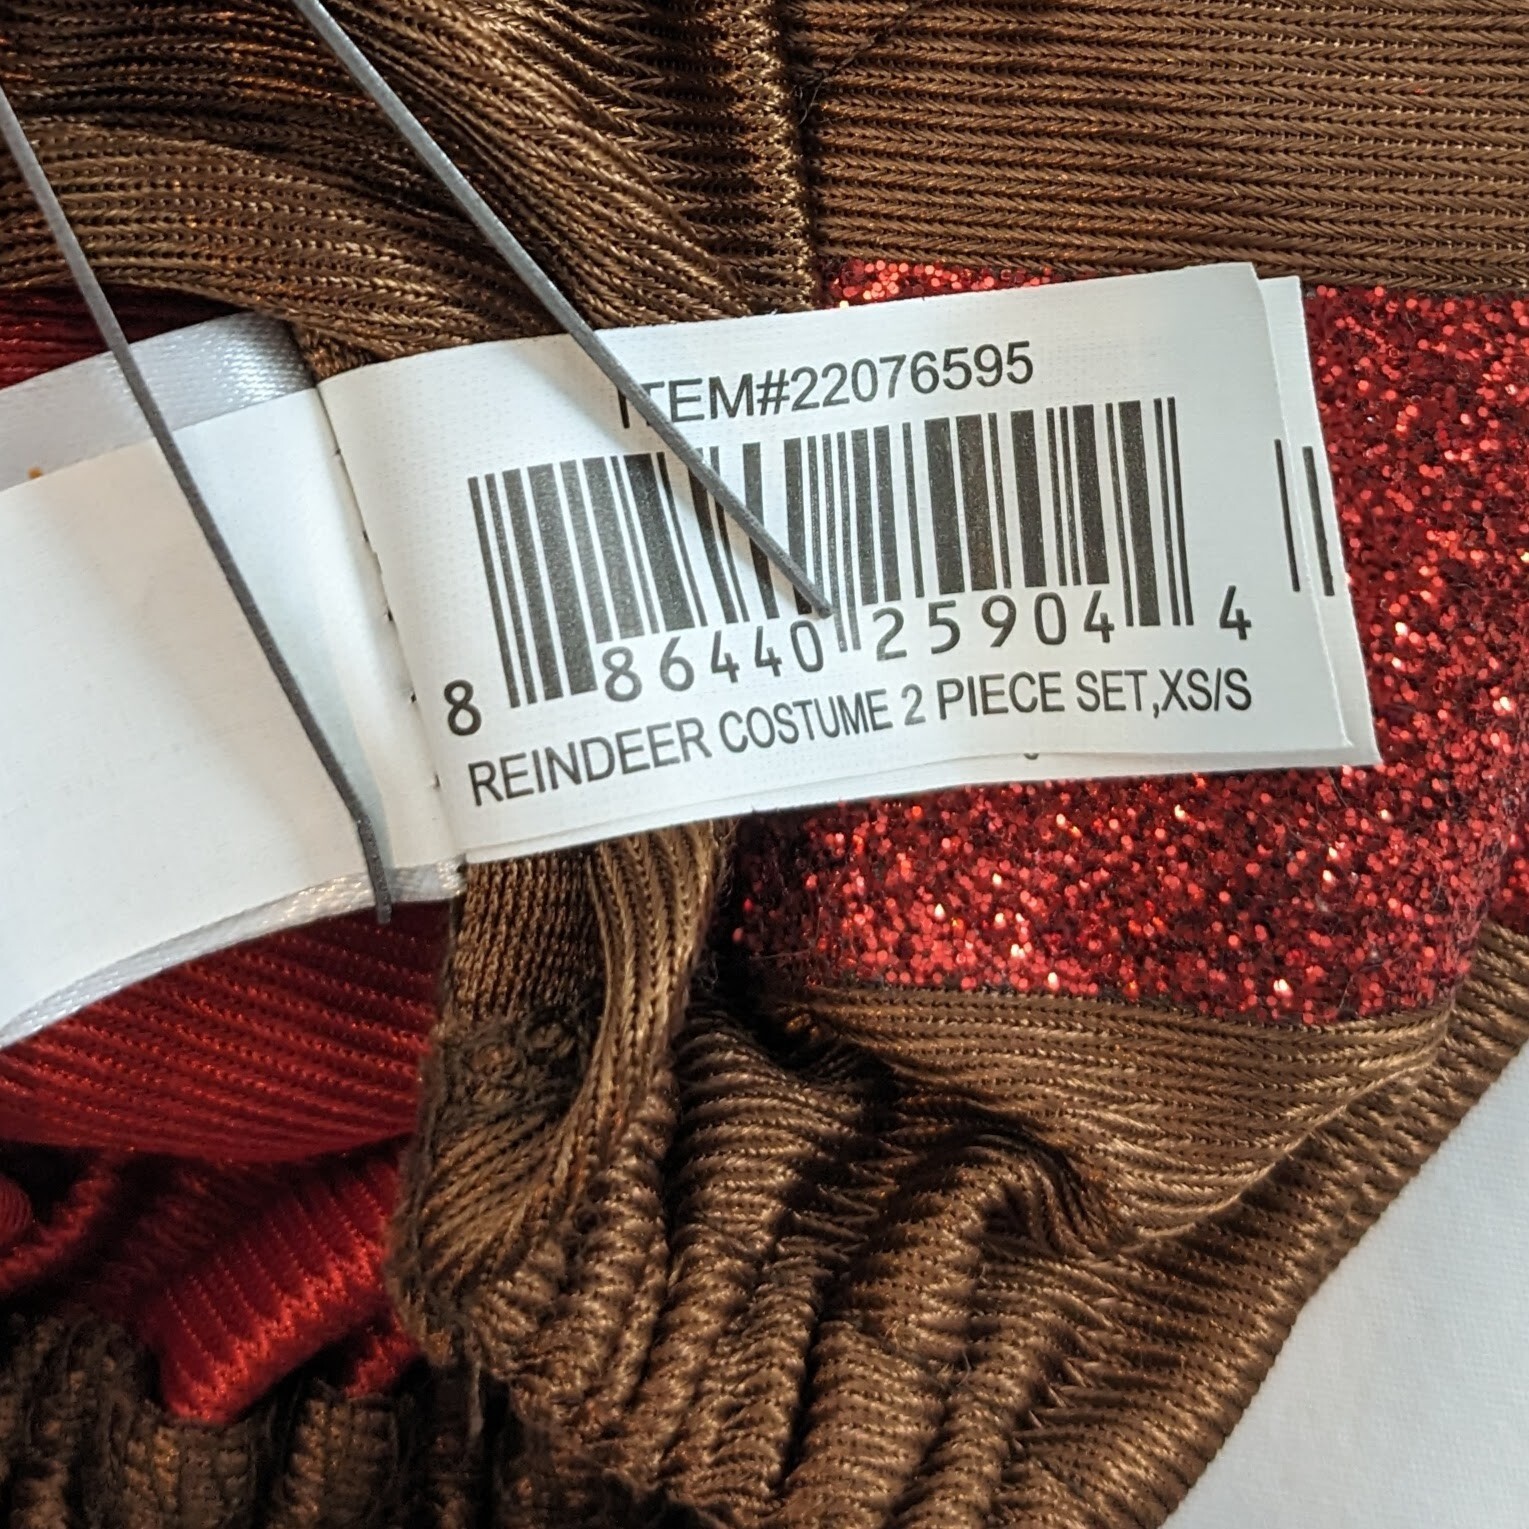 ITEM#22076595
8 86440 25904 4
REINDEER COSTUME 2 PIECE SET,XS/S